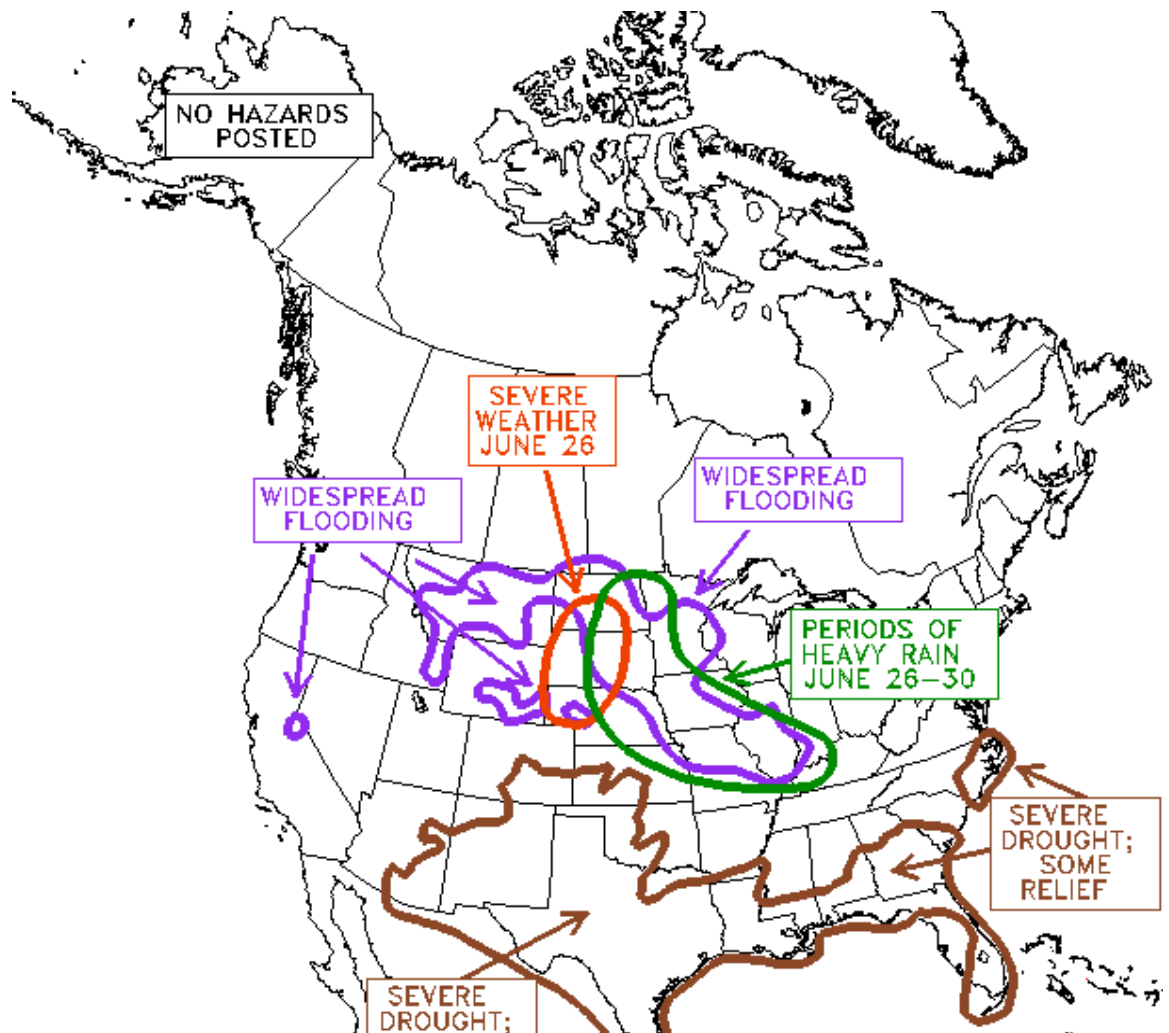 NO HAZARDS
POSTED
SEVERE
WEATHER
JUNE 26
WIDESPREAD
FLOODING
WIDESPREAD
FLOODING
PERIODS OF
HEAVY RAIN
JUNE 26-30
SEVERE
DROUGHT;
SOME
RELIEF
SEVERE
DROUGHT;